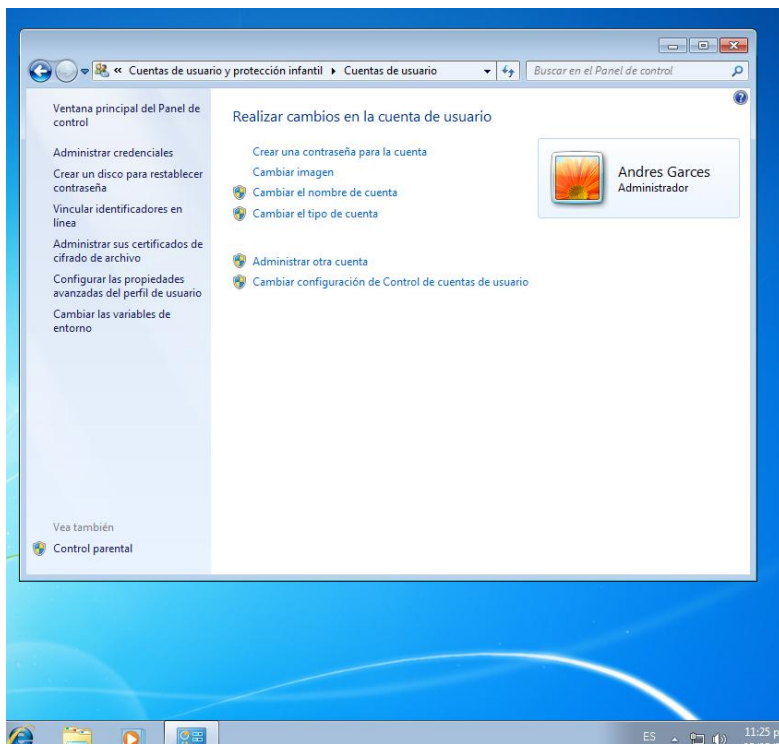 « Cuentas de usuario y protección infantil ▸ Cuentas de usuario
Buscar en el Panel de control
Ventana principal del Panel de
control
Administrar credenciales
Crear un disco para restablecer
contraseña
Vincular identificadores en
línea
Administrar sus certificados de
cifrado de archivo
Configurar las propiedades
avanzadas del perfil de usuario
Cambiar las variables de
entorno
Vea también
Control parental
Realizar cambios en la cuenta de usuario
Crear una contraseña para la cuenta
Cambiar imagen
Cambiar el nombre de cuenta
Cambiar el tipo de cuenta
Administrar otra cuenta
Cambiar configuración de Control de cuentas de usuario
Andres Garces
Administrador
ES
11:25 p